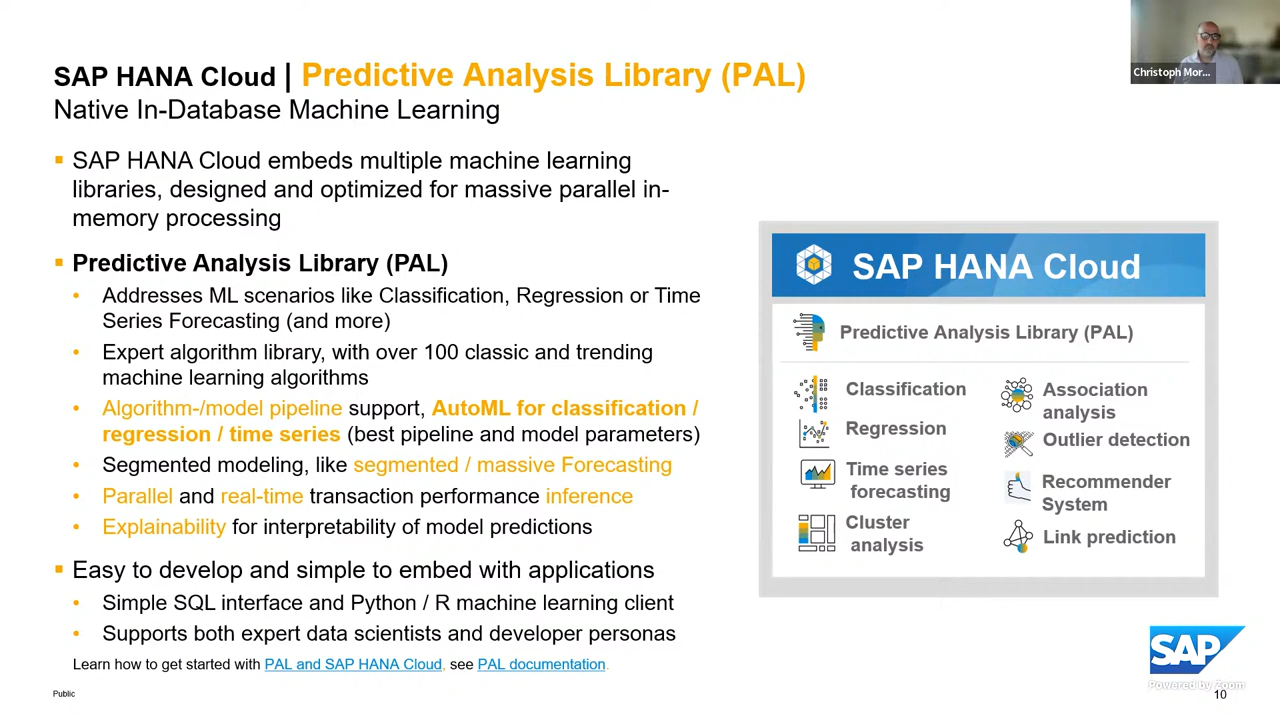 SAP HANA Cloud | Predictive Analysis Library (PAL)
Native In-Database Machine Learning
▪ SAP HANA Cloud embeds multiple machine learning
libraries, designed and optimized for massive parallel in-
memory processing
▪ Predictive Analysis Library (PAL)
• Addresses ML scenarios like Classification, Regression or Time
Series Forecasting (and more)
• Expert algorithm library, with over 100 classic and trending
machine learning algorithms
• Algorithm-/model pipeline support, AutoML for classification /
regression / time series (best pipeline and model parameters)
• Segmented modeling, like segmented / massive Forecasting
• Parallel and real-time transaction performance inference
• Explainability for interpretability of model predictions
▪ Easy to develop and simple to embed with applications
• Simple SQL interface and Python / R machine learning client
• Supports both expert data scientists and developer personas
Learn how to get started with PAL and SAP HANA Cloud, see PAL documentation.
Public
Christoph Mor...
SAP HANA Cloud
Predictive Analysis Library (PAL)
Classification
Regression
Time series
forecasting
Cluster
analysis
Association
analysis
Outlier detection
Recommender
System
Link prediction
SAP
Powered by Zoom
10